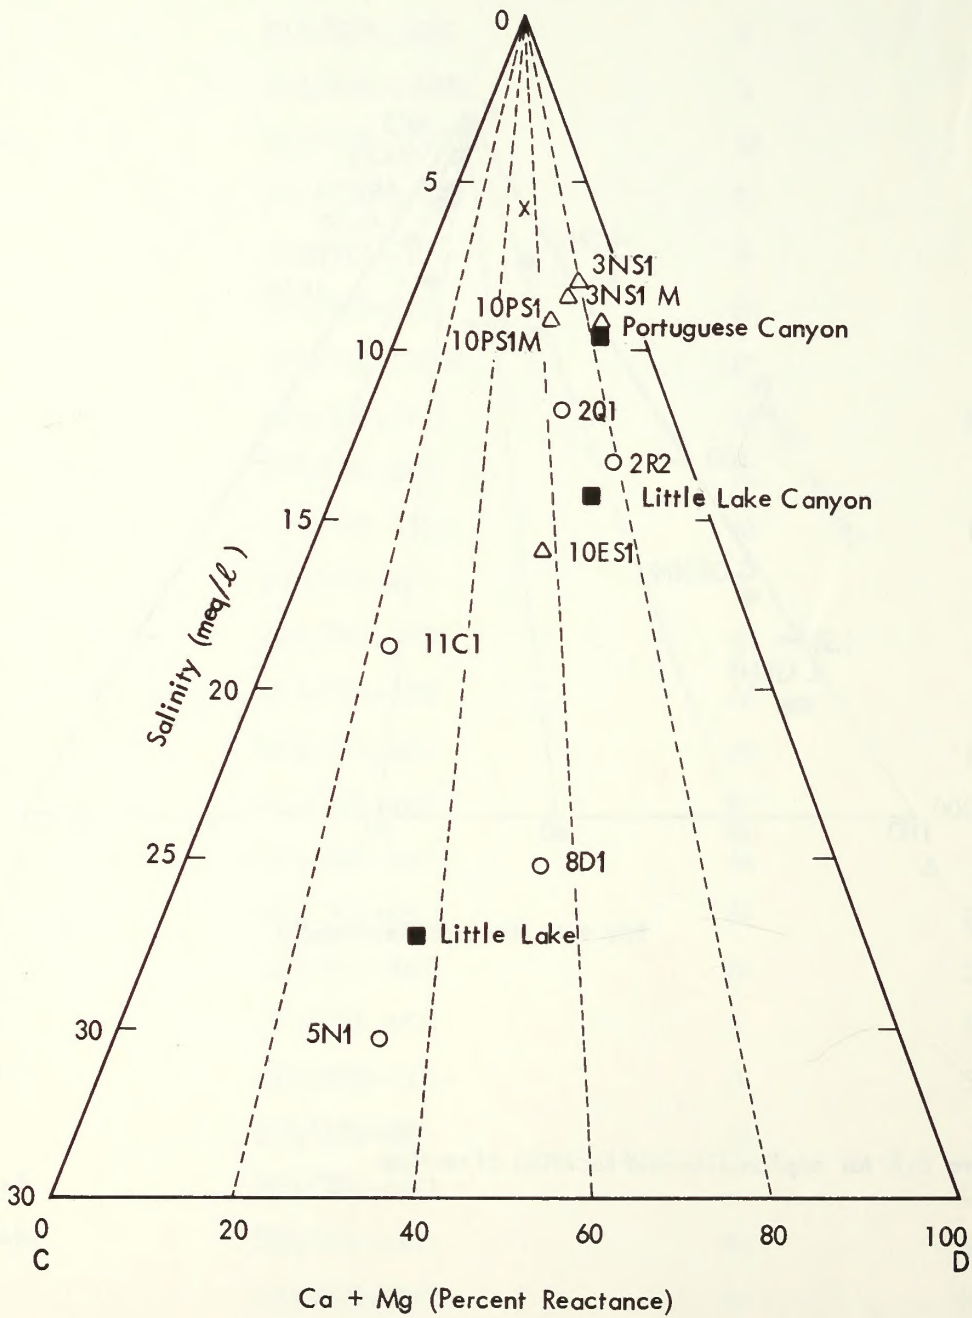 0
5
X
3NS1
3NS1 M
10PS1
Portuguese Canyon
10PS1M
10
2Q1
2R2
Little Lake Canyon
15
10ES1
Salinity (meq/ℓ)
11C1
20
25
8D1
Little Lake
30
5N1
30
0 20 40 60 80 100
C D
Ca + Mg (Percent Reactance)